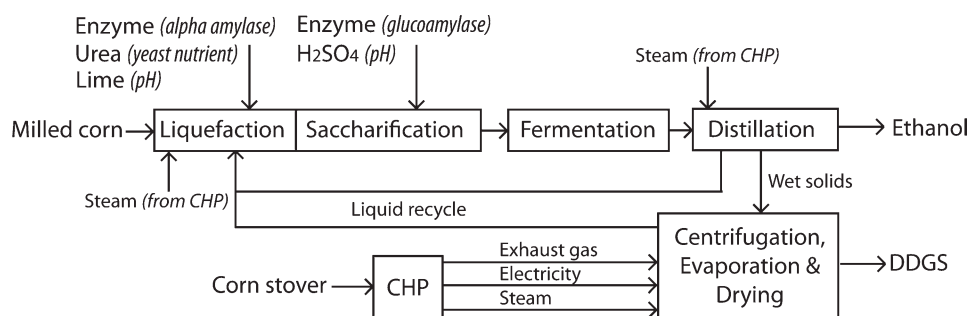 Enzyme (alpha amylase)
Urea (yeast nutrient)
Lime (pH)
Enzyme (glucoamylase)
H2SO4 (pH)
Steam (from CHP)
Milled corn
Liquefaction
Saccharification
Fermentation
Distillation
Ethanol
Steam (from CHP)
Wet solids
Liquid recycle
Centrifugation,
Evaporation &
Drying
DDGS
Exhaust gas
Electricity
Steam
Corn stover
CHP